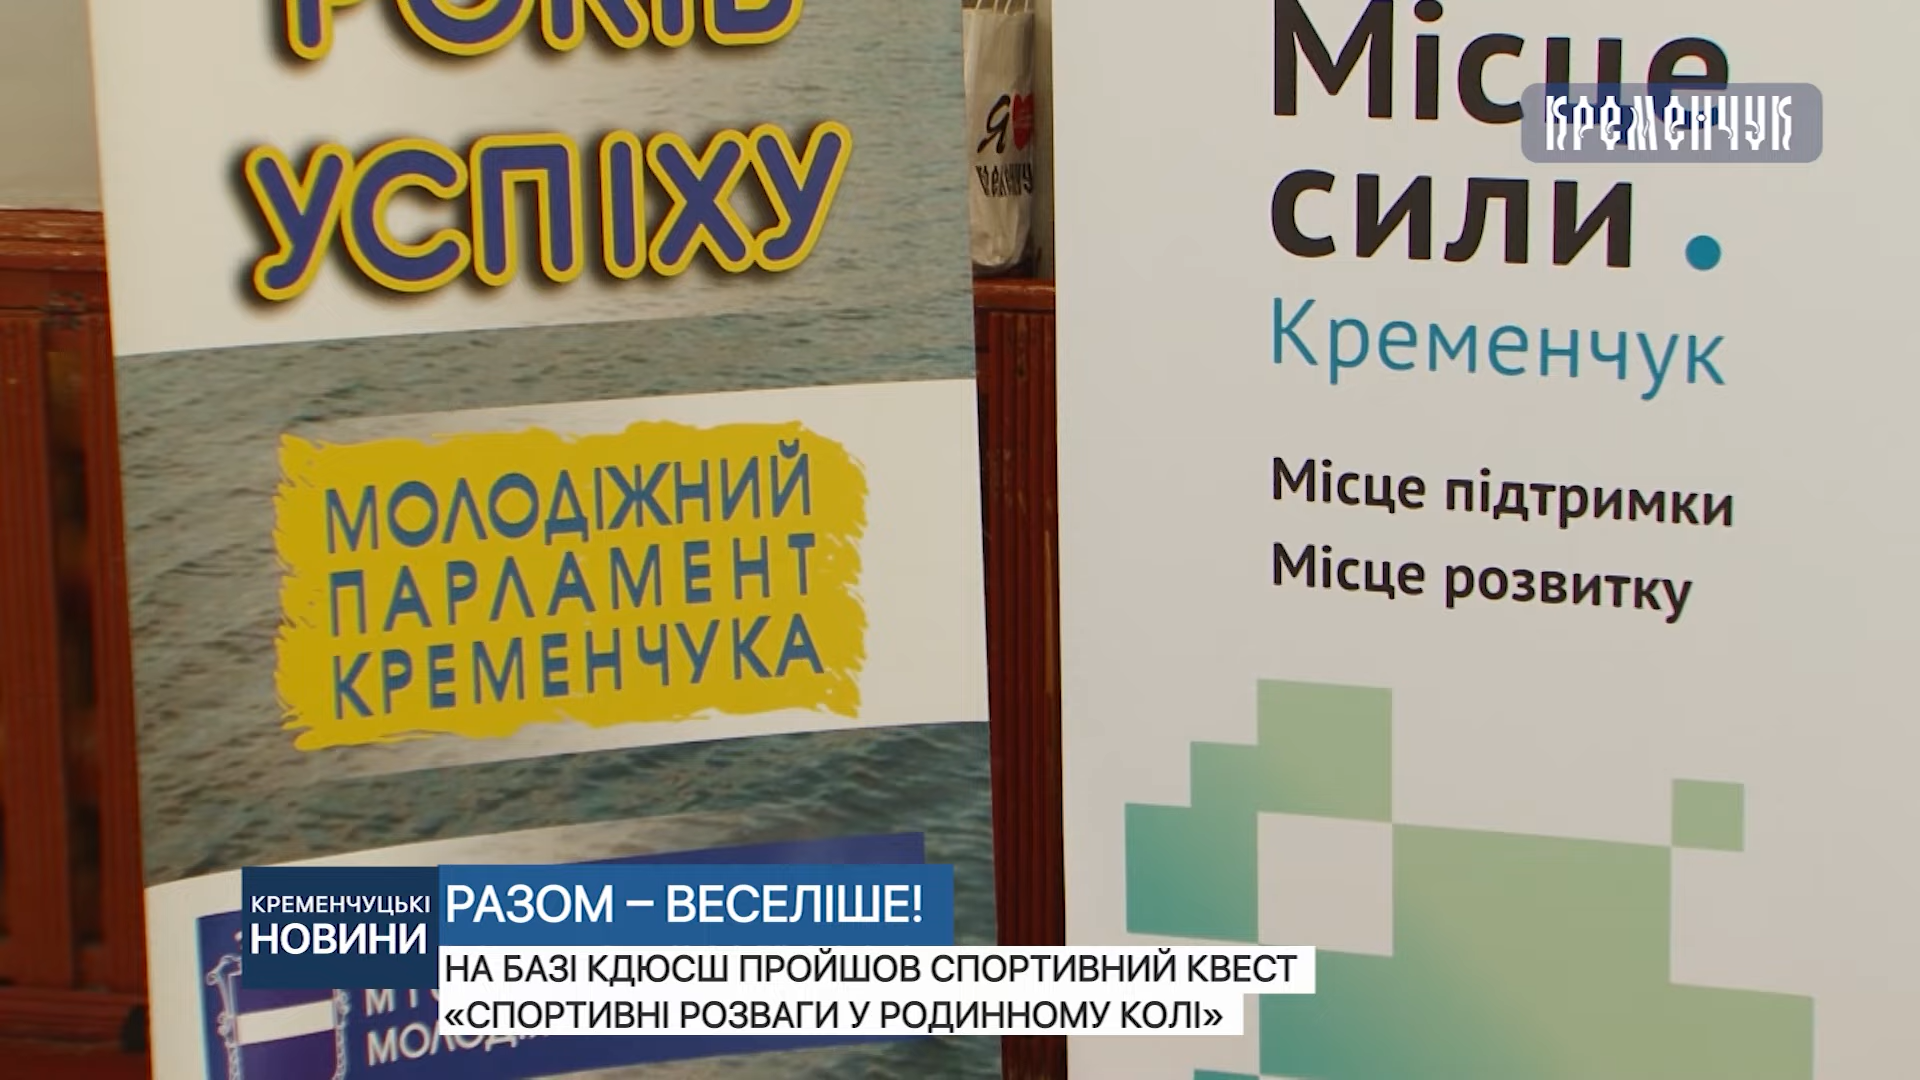 РОКІВ
УСПІХУ
МОЛОДІЖНИЙ
ПАРЛАМЕНТ
КРЕМЕНЧУКА
Я
Місце
сили
Кременчук
Місце підтримки
Місце розвитку
КРЕМЕНЧУК
КРЕМЕНЧУЦЬКІ
НОВИНИ
РАЗОМ – ВЕСЕЛІШЕ!
НА БАЗІ КДЮСШ ПРОЙШОВ СПОРТИВНИЙ КВЕСТ
«СПОРТИВНІ РОЗВАГИ У РОДИННОМУ КОЛІ»